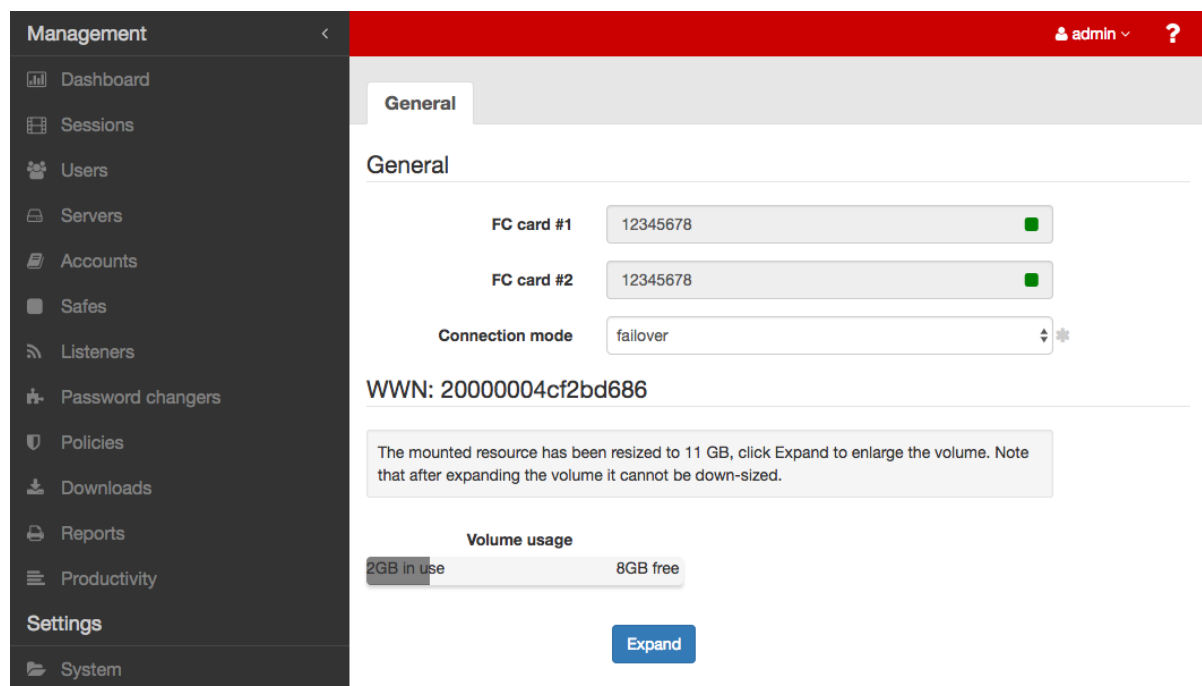 Management
admin
?
Dashboard
General
Sessions
Users
Servers
Accounts
Safes
Listeners
Password changers
Policies
Downloads
Reports
Productivity
Settings
System
General
FC card #1
12345678
FC card #2
12345678
Connection mode
failover
WWN: 20000004cf2bd686
The mounted resource has been resized to 11 GB, click Expand to enlarge the volume. Note
that after expanding the volume it cannot be down-sized.
Volume usage
2GB in use
8GB free
Expand